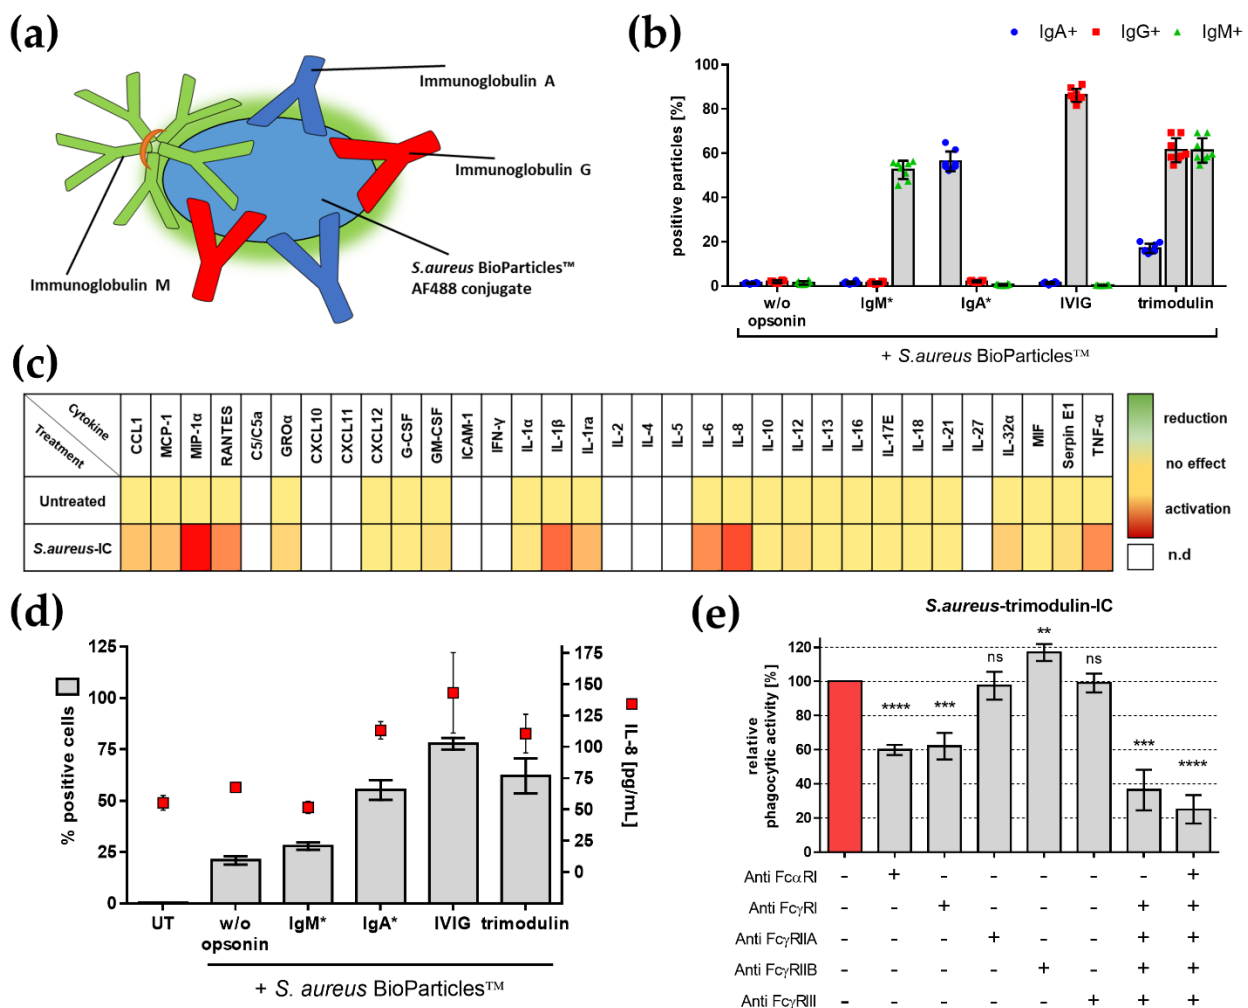 (a)
Immunoglobulin A
Immunoglobulin G
Immunoglobulin M
S.aureus BioParticles™
AF488 conjugate
(b)
IgA+ IgG+ IgM+
positive particles [%]
100
80
60
40
20
0
w/o opsonin IgM* IgA* IVIG trimodulin
+ S.aureus BioParticles™
(c)
Cytokine
Treatment
CCL1 MCP-1 MIP-1α RANTES C5/C5a GROα CXCL10 CXCL11 CXCL12 G-CSF GM-CSF ICAM-1 IFN-γ IL-1α IL-1β IL-1ra IL-2 IL-4 IL-5 IL-6 IL-8 IL-10 IL-12 IL-13 IL-16 IL-17E IL-18 IL-21 IL-27 IL-32α MIF Serpin E1 TNF-α
Untreated
S.aureus-IC
reduction
no effect
activation
n.d
(d)
% positive cells
125
100
75
50
25
0
175
150
125
100
75
50
25
0
IL-8 [pg/mL]
UT w/o opsonin IgM* IgA* IVIG trimodulin
+ S. aureus BioParticles™
(e)
S.aureus-trimodulin-IC
relative
phagocytic activity [%]
120
100
80
60
40
20
0
**** *** ns ** ns *** ****
Anti FcαRI - + - - - - - +
Anti FcγRI - - + - - - + +
Anti FcγRIIA - - - + - - + +
Anti FcγRIIB - - - - + - + +
Anti FcγRIII - - - - - + + +